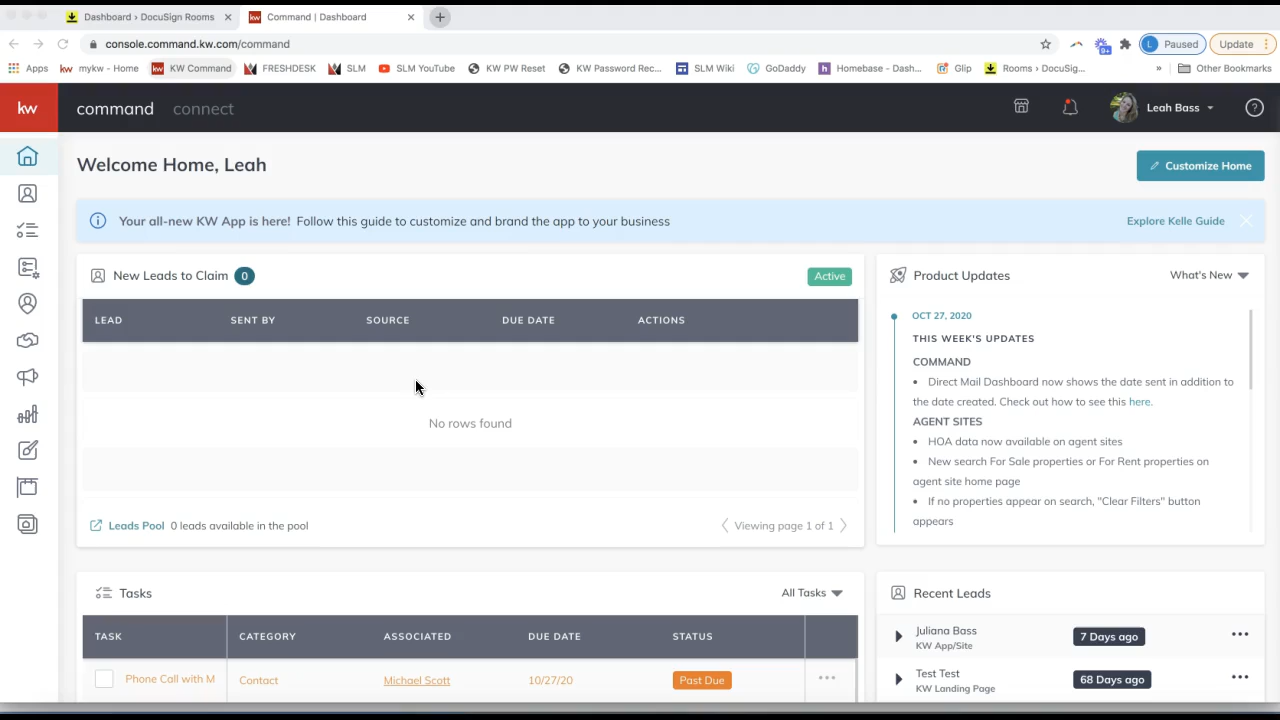 Dashboard › DocuSign Rooms
Command | Dashboard
console.command.kw.com/command
L Paused
Update
Apps
kw mykw - Home
kw KW Command
FRESHDESK
SLM
SLM YouTube
KW PW Reset
KW Password Rec...
SLM Wiki
GoDaddy
h Homebase - Dash...
Glip
Rooms › DocuSig...
»
Other Bookmarks
kw
command
connect
Leah Bass
Welcome Home, Leah
Customize Home
Your all-new KW App is here! Follow this guide to customize and brand the app to your business
Explore Kelle Guide
New Leads to Claim 0
Active
LEAD SENT BY SOURCE DUE DATE ACTIONS
No rows found
Leads Pool 0 leads available in the pool
Viewing page 1 of 1
Product Updates
What's New
OCT 27, 2020
THIS WEEK'S UPDATES
COMMAND
• Direct Mail Dashboard now shows the date sent in addition to
the date created. Check out how to see this here.
AGENT SITES
• HOA data now available on agent sites
• New search For Sale properties or For Rent properties on
agent site home page
• If no properties appear on search, "Clear Filters" button
appears
Tasks
All Tasks
TASK CATEGORY ASSOCIATED DUE DATE STATUS
Phone Call with M Contact Michael Scott 10/27/20 Past Due
Recent Leads
Juliana Bass
KW App/Site
7 Days ago
Test Test
KW Landing Page
68 Days ago